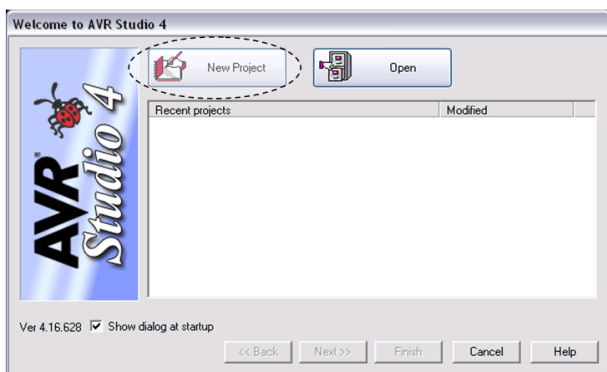 Welcome to AVR Studio 4
New Project
Open
AVR®
Studio 4
Recent projects
Modified
Ver 4.16.628
Show dialog at startup
<< Back
Next >>
Finish
Cancel
Help